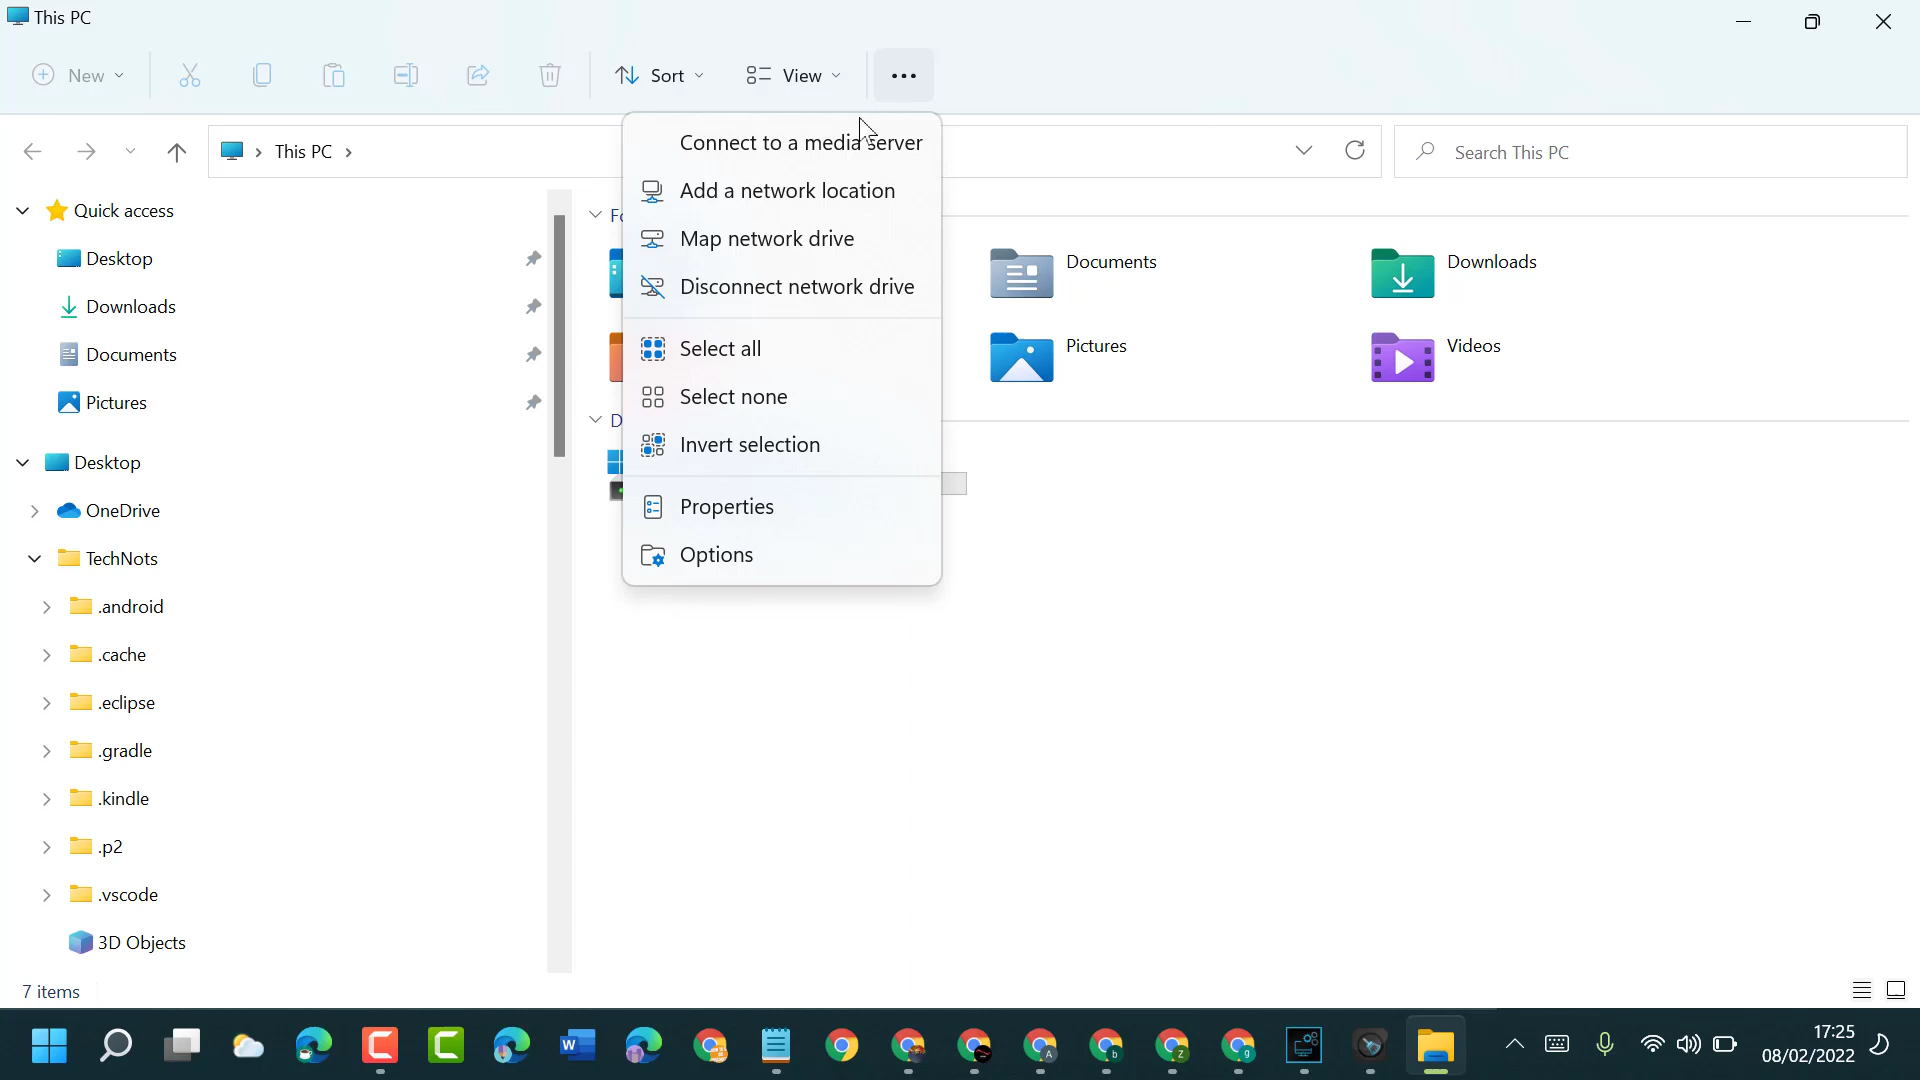 This PC
New
Sort
View
This PC
Search This PC
Connect to a media server
Add a network location
Map network drive
Disconnect network drive
Select all
Select none
Invert selection
Properties
Options
Quick access
Desktop
Downloads
Documents
Pictures
Desktop
OneDrive
TechNots
.android
.cache
.eclipse
.gradle
.kindle
.p2
.vscode
3D Objects
Documents
Downloads
Pictures
Videos
7 items
17:25
08/02/2022